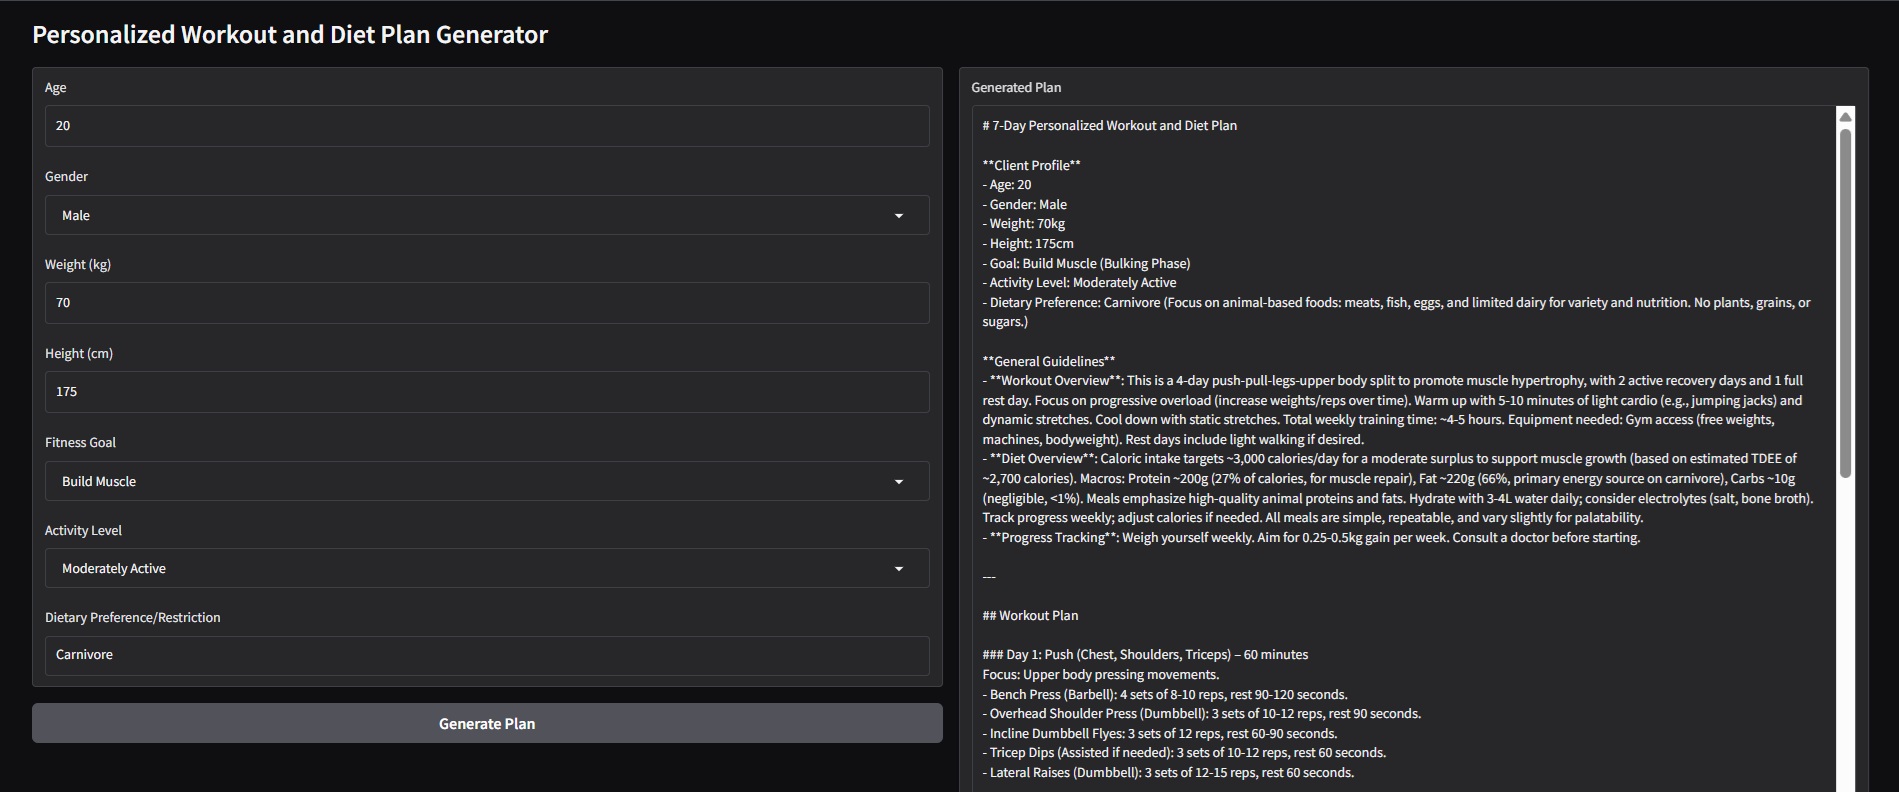 Personalized Workout and Diet Plan Generator
Age
20
Gender
Male
Weight (kg)
70
Height (cm)
175
Fitness Goal
Build Muscle
Activity Level
Moderately Active
Dietary Preference/Restriction
Carnivore
Generate Plan
Generated Plan
# 7-Day Personalized Workout and Diet Plan
**Client Profile**
- Age: 20
- Gender: Male
- Weight: 70kg
- Height: 175cm
- Goal: Build Muscle (Bulking Phase)
- Activity Level: Moderately Active
- Dietary Preference: Carnivore (Focus on animal-based foods: meats, fish, eggs, and limited dairy for variety and nutrition. No plants, grains, or
sugars.)
**General Guidelines**
- **Workout Overview**: This is a 4-day push-pull-legs-upper body split to promote muscle hypertrophy, with 2 active recovery days and 1 full
rest day. Focus on progressive overload (increase weights/reps over time). Warm up with 5-10 minutes of light cardio (e.g., jumping jacks) and
dynamic stretches. Cool down with static stretches. Total weekly training time: ~4-5 hours. Equipment needed: Gym access (free weights,
machines, bodyweight). Rest days include light walking if desired.
- **Diet Overview**: Caloric intake targets ~3,000 calories/day for a moderate surplus to support muscle growth (based on estimated TDEE of
~2,700 calories). Macros: Protein ~200g (27% of calories, for muscle repair), Fat ~220g (66%, primary energy source on carnivore), Carbs ~10g
(negligible, <1%). Meals emphasize high-quality animal proteins and fats. Hydrate with 3-4L water daily; consider electrolytes (salt, bone broth).
Track progress weekly; adjust calories if needed. All meals are simple, repeatable, and vary slightly for palatability.
- **Progress Tracking**: Weigh yourself weekly. Aim for 0.25-0.5kg gain per week. Consult a doctor before starting.
---
## Workout Plan
### Day 1: Push (Chest, Shoulders, Triceps) – 60 minutes
Focus: Upper body pressing movements.
- Bench Press (Barbell): 4 sets of 8-10 reps, rest 90-120 seconds.
- Overhead Shoulder Press (Dumbbell): 3 sets of 10-12 reps, rest 90 seconds.
- Incline Dumbbell Flyes: 3 sets of 12 reps, rest 60-90 seconds.
- Tricep Dips (Assisted if needed): 3 sets of 10-12 reps, rest 60 seconds.
- Lateral Raises (Dumbbell): 3 sets of 12-15 reps, rest 60 seconds.